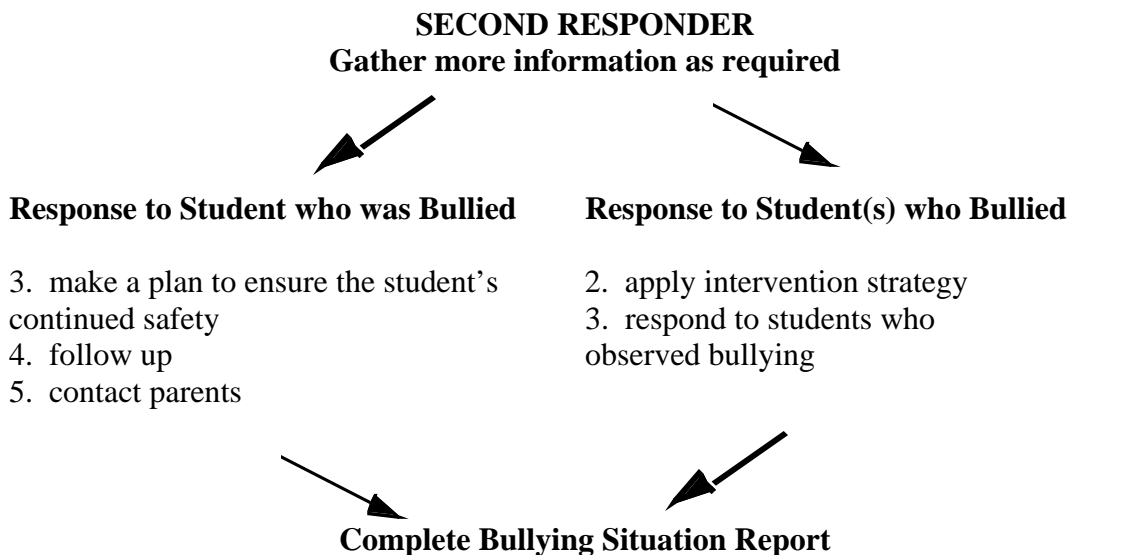 SECOND RESPONDER
Gather more information as required
Response to Student who was Bullied
3. make a plan to ensure the student's
continued safety
4. follow up
5. contact parents
Response to Student(s) who Bullied
2. apply intervention strategy
3. respond to students who
observed bullying
Complete Bullying Situation Report